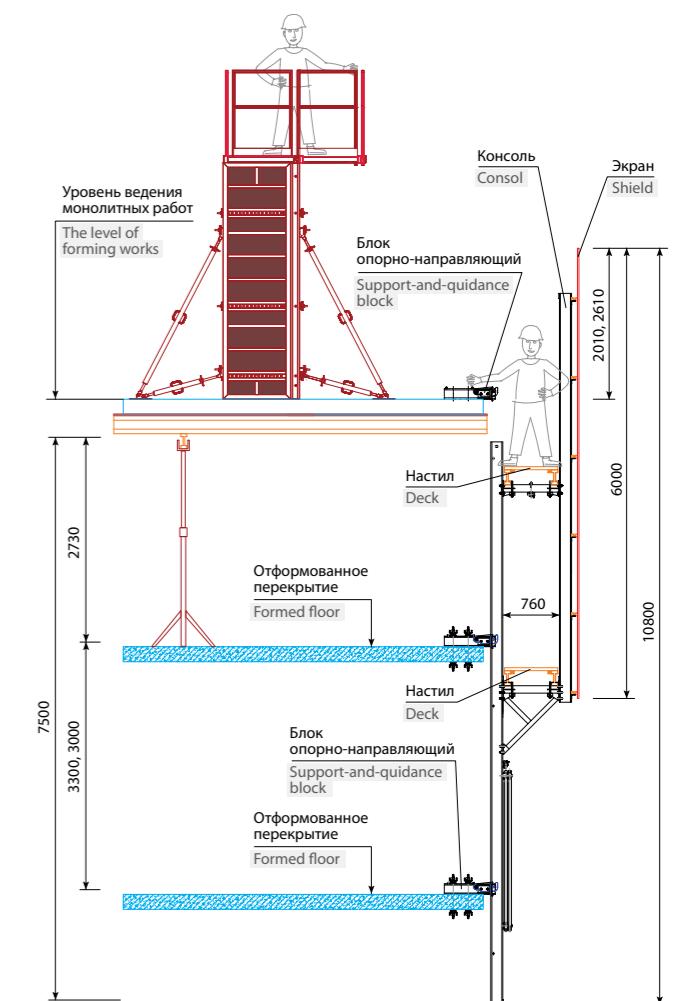 Консоль
Consol
Экран
Shield
Уровень ведения
монолитных работ
The level of
forming works
Блок
опорно-направляющий
Support-and-quidance
block
2010, 2610
Настил
Deck
6000
2730
Отформованное
перекрытие
Formed floor
760
10800
Настил
Deck
7500
3300, 3000
Блок
опорно-направляющий
Support-and-quidance
block
Отформованное
перекрытие
Formed floor